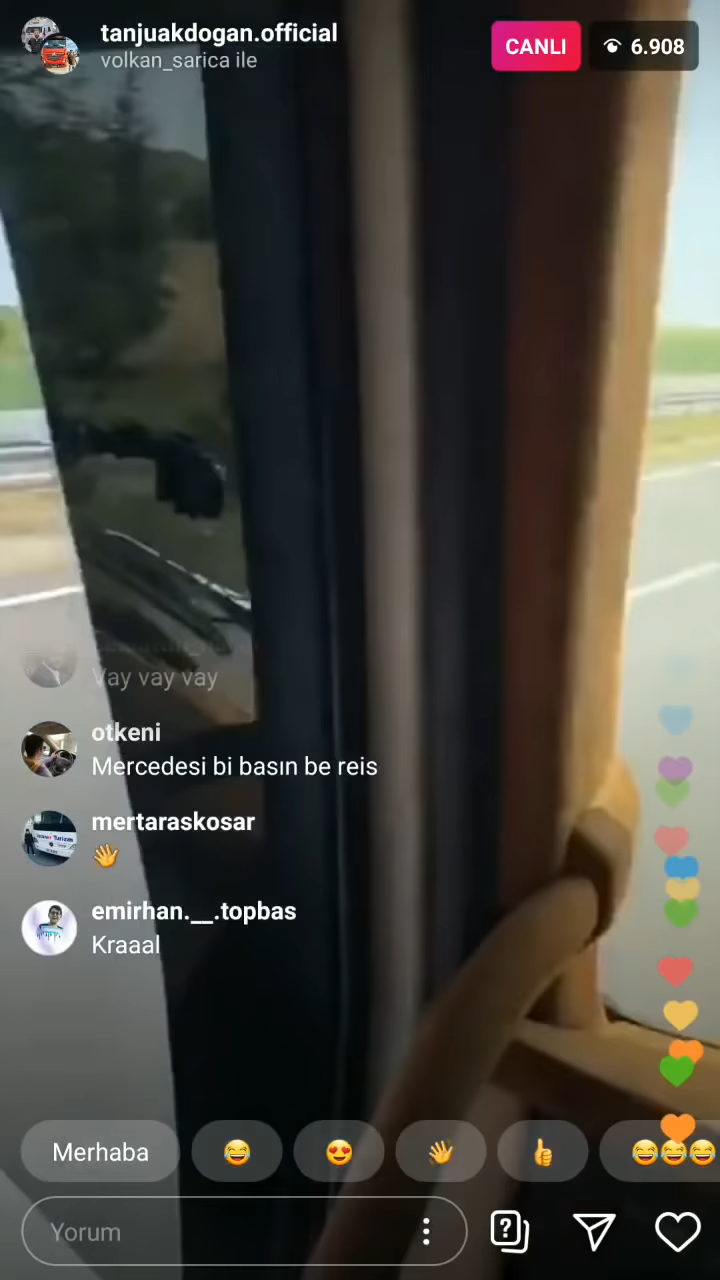 tanjuakdogan.official
volkan_sarica ile
CANLI
6.908
Vay vay vay
otkeni
Mercedesi bi basın be reis
mertaraskosar
👋
emirhan.__.topbas
Kraaal
Merhaba 😂 😍 👋 👍 😂😂😂
Yorum